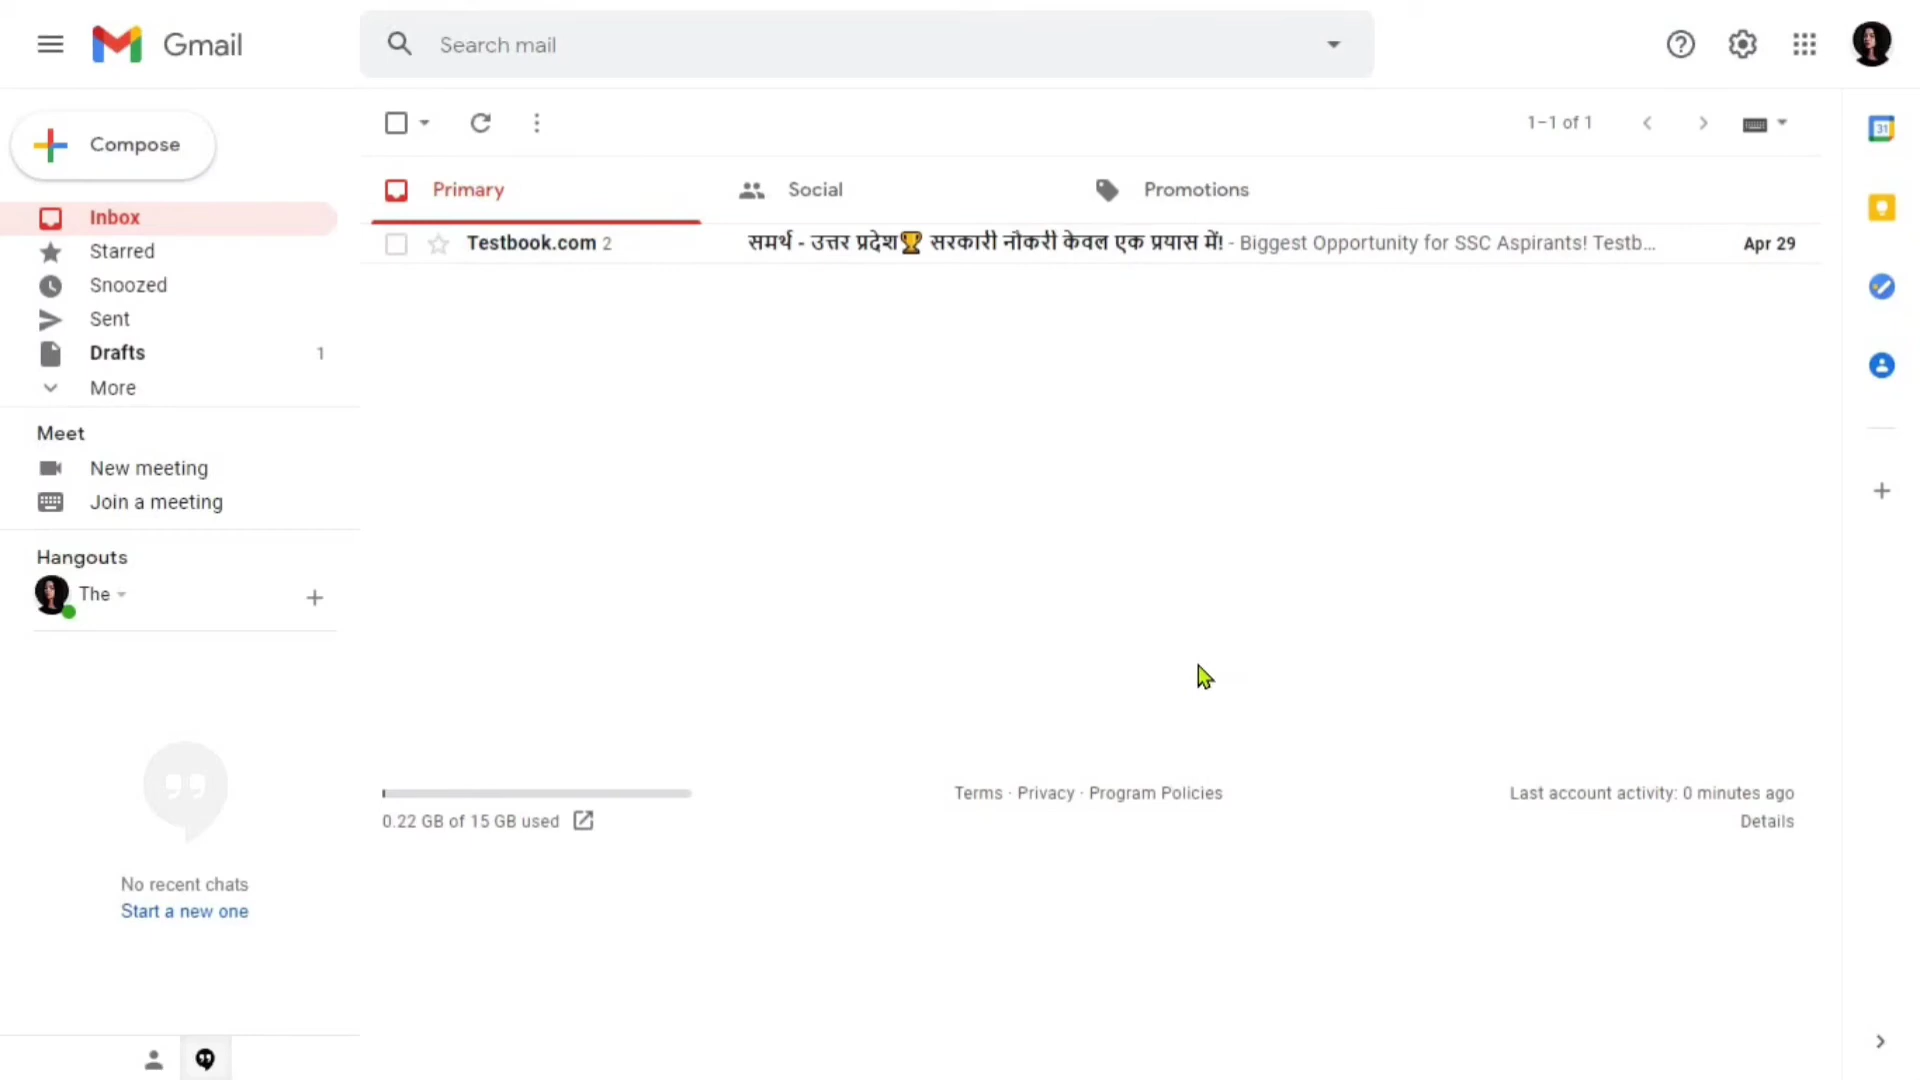 Gmail
Search mail
Compose
1–1 of 1
31
Primary
Social
Promotions
Inbox
Testbook.com 2 समर्थ - उत्तर प्रदेश🏆 सरकारी नौकरी केवल एक प्रयास में! - Biggest Opportunity for SSC Aspirants! Testb... Apr 29
Starred
Snoozed
Sent
Drafts 1
More
Meet
New meeting
Join a meeting
Hangouts
The
Terms · Privacy · Program Policies
Last account activity: 0 minutes ago
0.22 GB of 15 GB used
Details
No recent chats
Start a new one